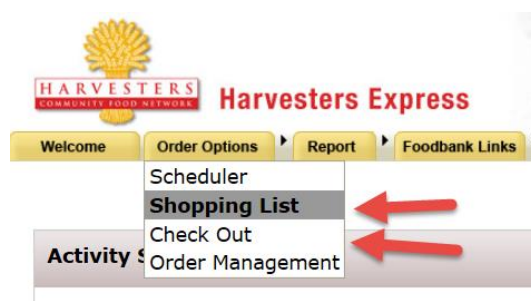 HARVESTERS
COMMUNITY FOOD NETWORK
Harvesters Express
Welcome Order Options Report Foodbank Links
Scheduler
Shopping List
Check Out
Activity S
Order Management